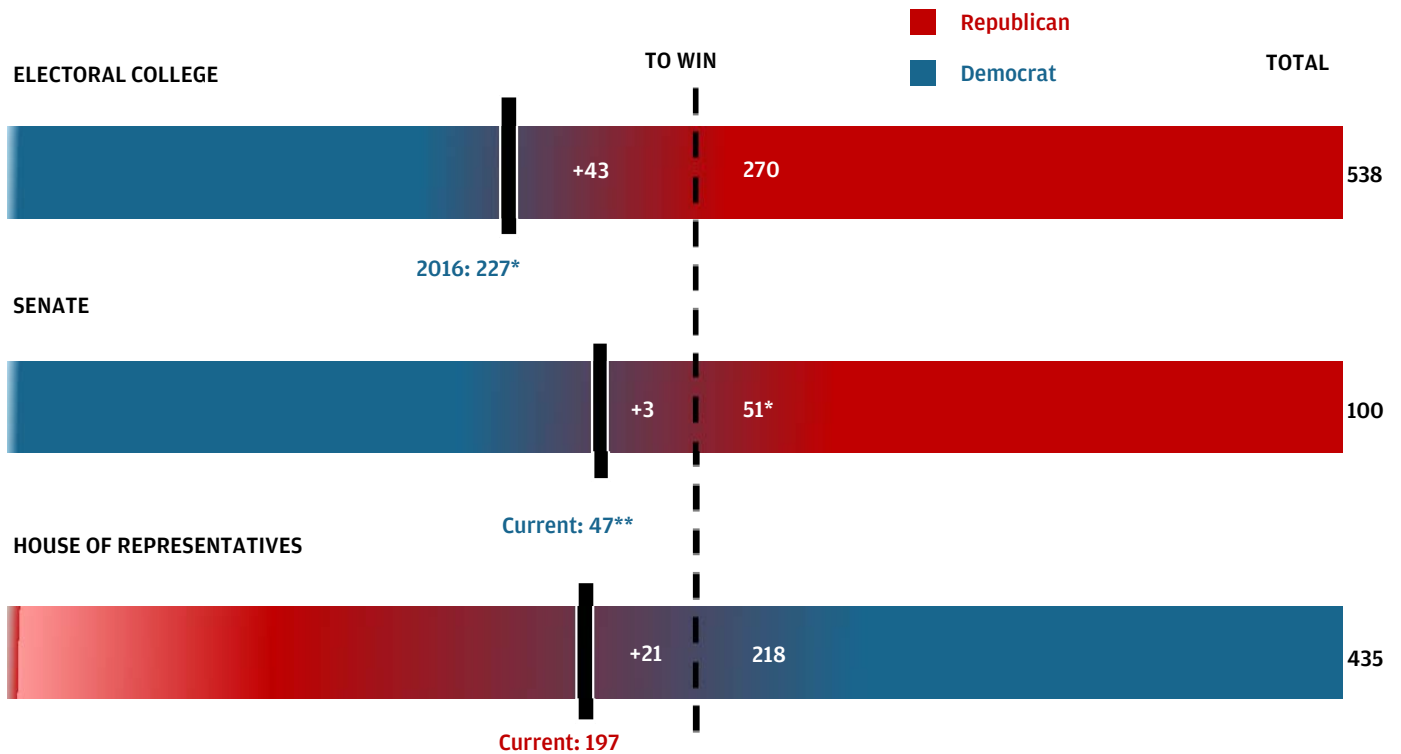 Republican
TO WIN
ELECTORAL COLLEGE
Democrat
TOTAL
+43
270
538
2016: 227*
SENATE
+3
51*
100
Current: 47**
HOUSE OF REPRESENTATIVES
+21
218
435
Current: 197